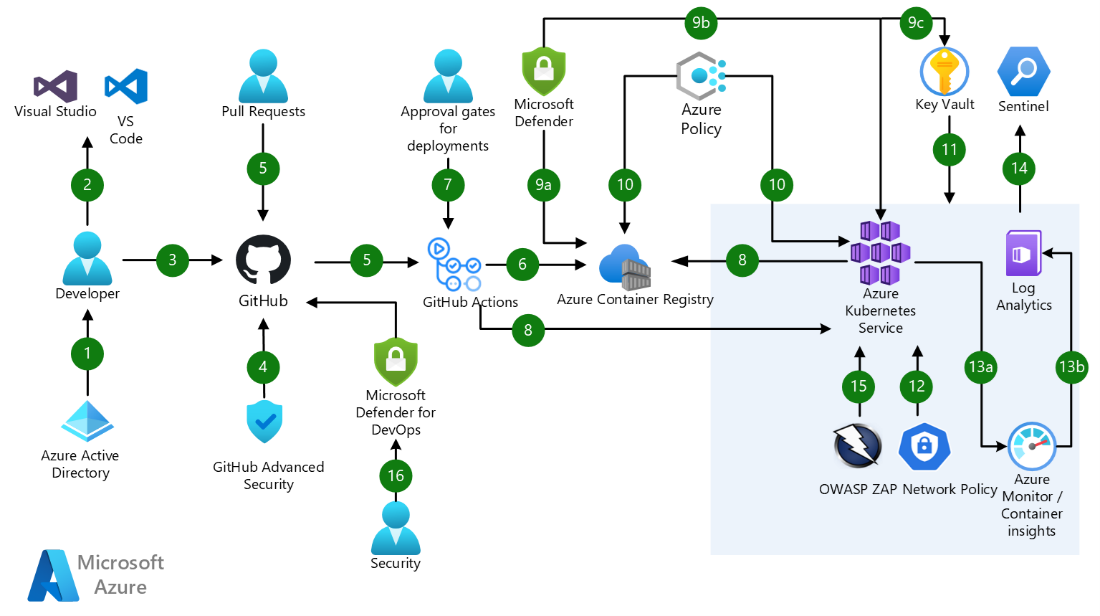 9b
9c
Visual Studio
VS
Code
Pull Requests
Approval gates
for
deployments
Microsoft
Defender
Azure
Policy
Key Vault
Sentinel
2
5
7
9a
10
10
11
14
3
5
6
8
Developer
GitHub
GitHub Actions
Azure Container Registry
Azure
Kubernetes
Service
Log
Analytics
8
1
4
15
12
13a
13b
Azure Active
Directory
GitHub Advanced
Security
Microsoft
Defender for
DevOps
16
Security
OWASP ZAP
Network Policy
Azure
Monitor /
Container
insights
Microsoft
Azure